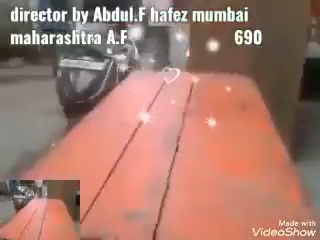 director by Abdul.F hafez mumbai
maharashtra A.F 690
Made with
VideoShow